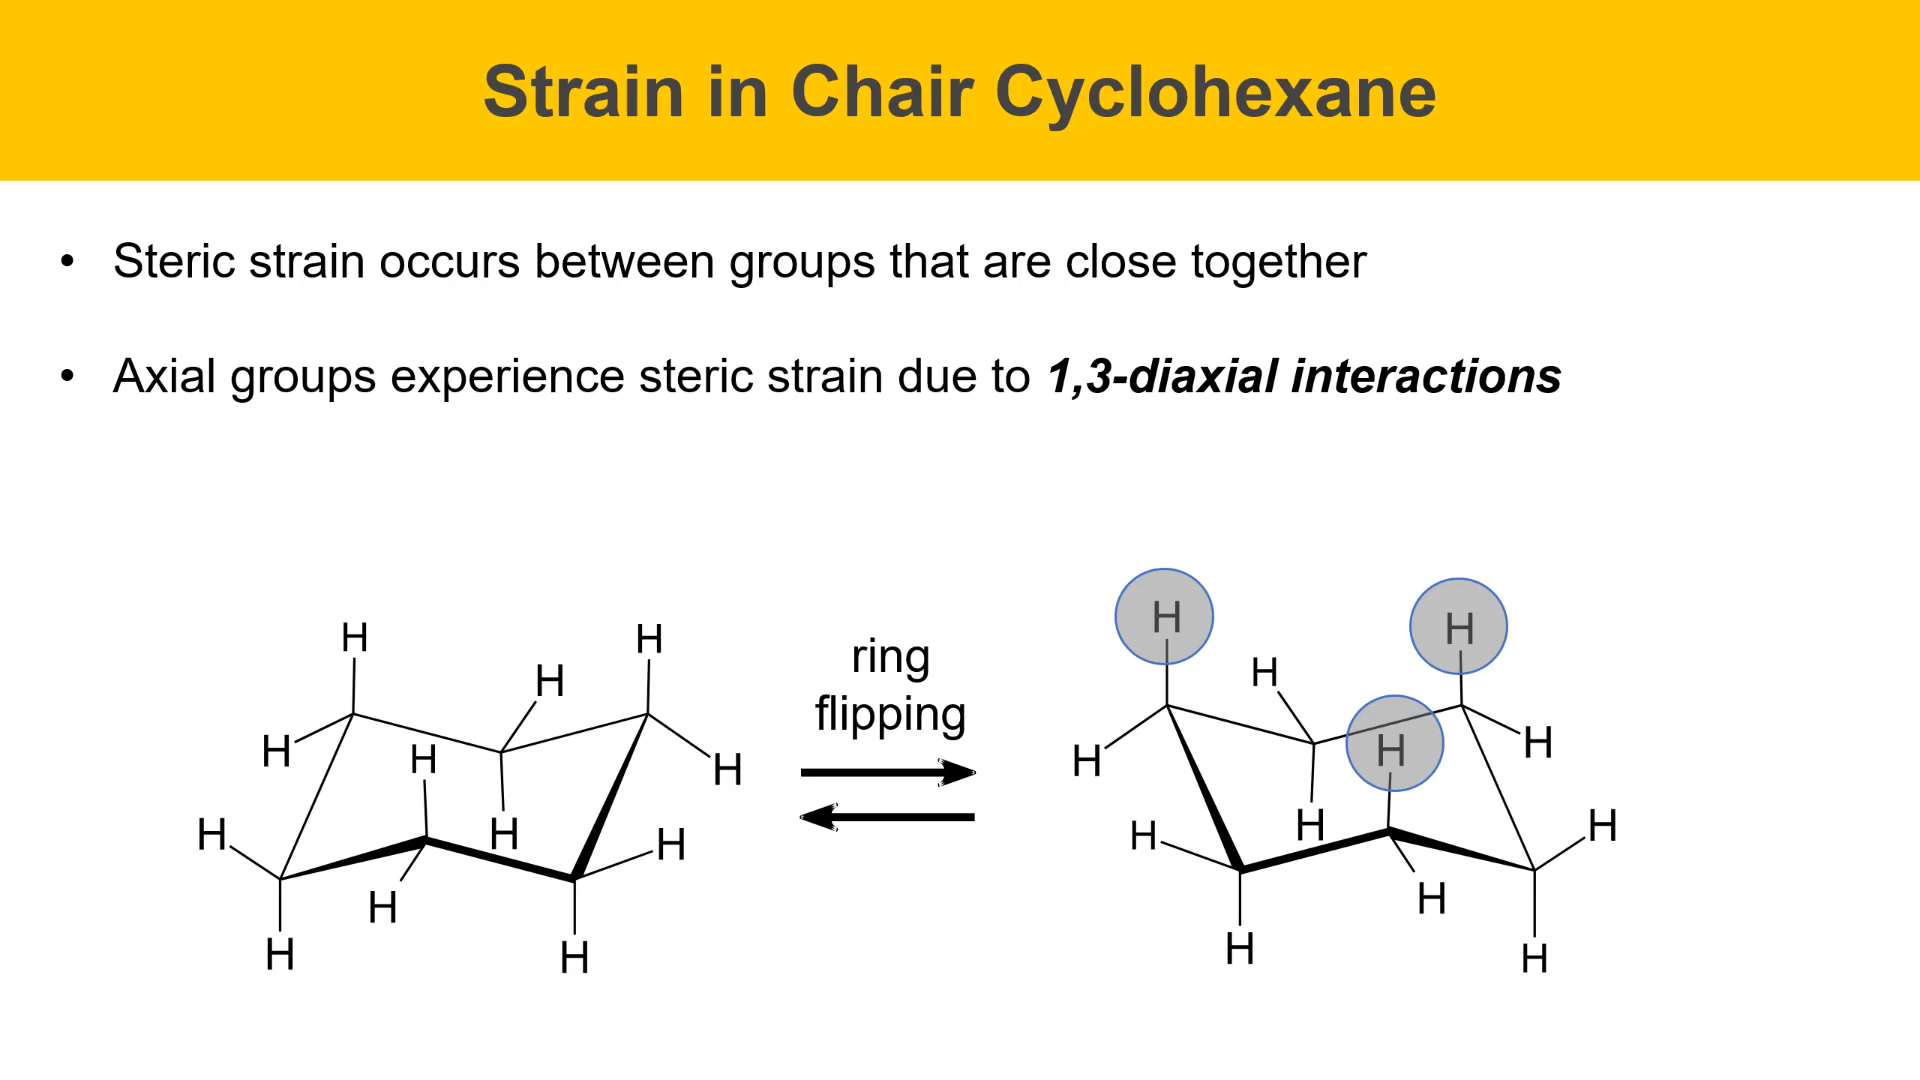 Strain in Chair Cyclohexane
• Steric strain occurs between groups that are close together
• Axial groups experience steric strain due to 1,3-diaxial interactions
H H H
H H H
H H H
H
H H
ring
flipping
H H
H
H H H
H H H
H
H H